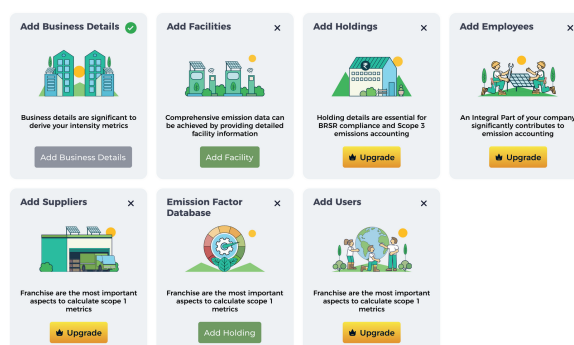 Add Business Details
Business details are significant to
derive your intensity metrics
Add Business Details
Add Facilities
Comprehensive emission data can
be achieved by providing detailed
facility information
Add Facility
Add Holdings
Holding details are essential for
BRSR compliance and Scope 3
emissions accounting
Upgrade
Add Employees
An Integral Part of your company
significantly contributes to
emission accounting
Upgrade
Add Suppliers
Franchise are the most important
aspects to calculate scope 1
metrics
Upgrade
Emission Factor
Database
Franchise are the most important
aspects to calculate scope 1
metrics
Add Holding
Add Users
Franchise are the most important
aspects to calculate scope 1
metrics
Upgrade